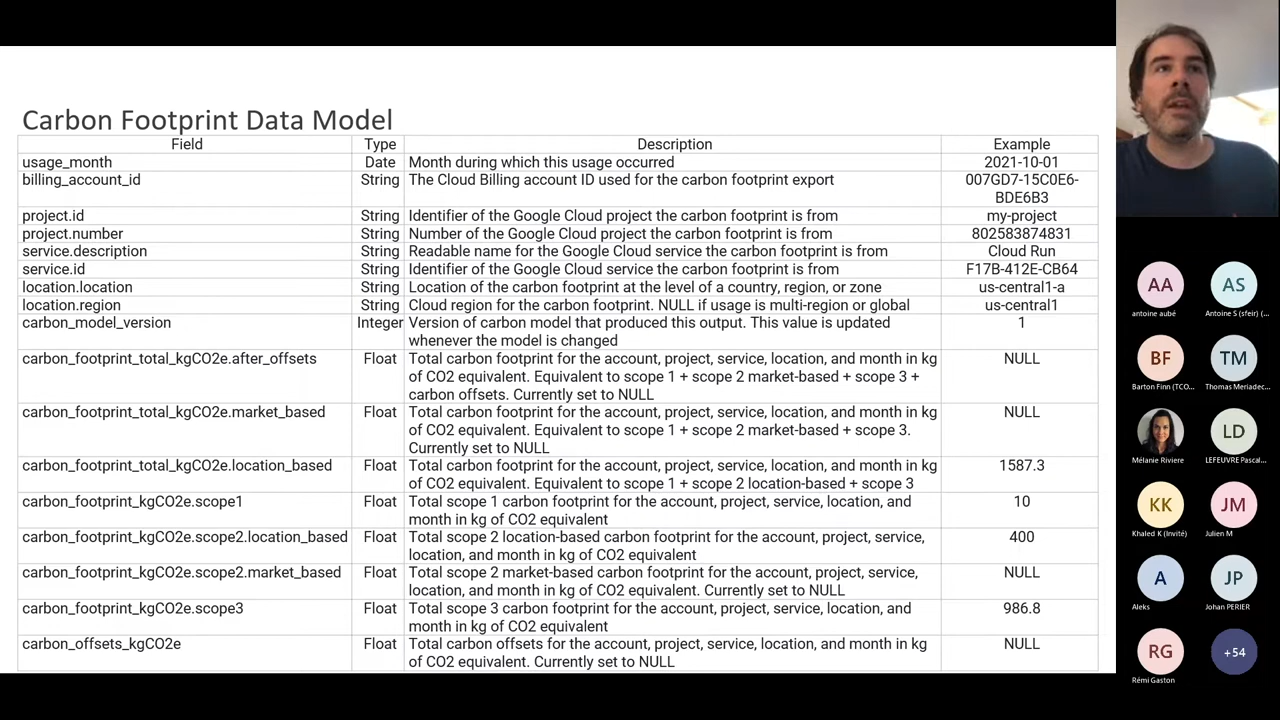 Carbon Footprint Data Model
Field Type Description Example
usage_month Date Month during which this usage occurred 2021-10-01
billing_account_id String The Cloud Billing account ID used for the carbon footprint export 007GD7-15C0E6-
BDE6B3
project.id String Identifier of the Google Cloud project the carbon footprint is from my-project
project.number String Number of the Google Cloud project the carbon footprint is from 802583874831
service.description String Readable name for the Google Cloud service the carbon footprint is from Cloud Run
service.id String Identifier of the Google Cloud service the carbon footprint is from F17B-412E-CB64
location.location String Location of the carbon footprint at the level of a country, region, or zone us-central1-a
location.region String Cloud region for the carbon footprint. NULL if usage is multi-region or global us-central1
carbon_model_version Integer Version of carbon model that produced this output. This value is updated 1
whenever the model is changed
carbon_footprint_total_kgCO2e.after_offsets Float Total carbon footprint for the account, project, service, location, and month in kg NULL
of CO2 equivalent. Equivalent to scope 1 + scope 2 market-based + scope 3 +
carbon offsets. Currently set to NULL
carbon_footprint_total_kgCO2e.market_based Float Total carbon footprint for the account, project, service, location, and month in kg NULL
of CO2 equivalent. Equivalent to scope 1 + scope 2 market-based + scope 3.
Currently set to NULL
carbon_footprint_total_kgCO2e.location_based Float Total carbon footprint for the account, project, service, location, and month in kg 1587.3
of CO2 equivalent. Equivalent to scope 1 + scope 2 location-based + scope 3
carbon_footprint_kgCO2e.scope1 Float Total scope 1 carbon footprint for the account, project, service, location, and 10
month in kg of CO2 equivalent
carbon_footprint_kgCO2e.scope2.location_based Float Total scope 2 location-based carbon footprint for the account, project, service, 400
location, and month in kg of CO2 equivalent
carbon_footprint_kgCO2e.scope2.market_based Float Total scope 2 market-based carbon footprint for the account, project, service, NULL
location, and month in kg of CO2 equivalent. Currently set to NULL
carbon_footprint_kgCO2e.scope3 Float Total scope 3 carbon footprint for the account, project, service, location, and 986.8
month in kg of CO2 equivalent
carbon_offsets_kgCO2e Float Total carbon offsets for the account, project, service, location, and month in kg NULL
of CO2 equivalent. Currently set to NULL
AA AS
antoine aubé Antoine S (sfeir) (...
BF TM
Barton Finn (TCO... Thomas Meriadec...
LD
Mélanie Riviere LEFEUVRE Pascal...
KK JM
Khaled K (Invité) Julien M
A JP
Aleks Johan PERIER
RG +54
Rémi Gaston